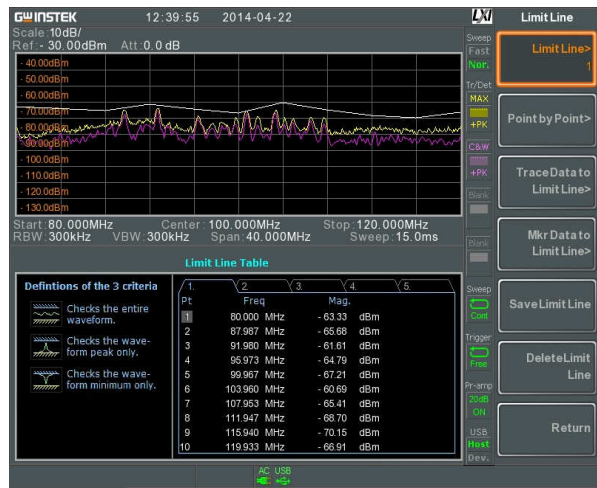 GWINSTEK 12:39:55 2014-04-22 LXI
Scale:10dB/
Ref:- 30.00dBm Att:0.0 dB
- 40.00dBm
- 50.00dBm
- 60.00dBm
- 70.00dBm
- 80.00dBm
- 90.00dBm
- 100.0dBm
- 110.0dBm
- 120.0dBm
- 130.0dBm
Start:80.000MHz Center:100.000MHz Stop:120.000MHz
RBW:300kHz VBW:300kHz Span:40.000MHz Sweep:15.0ms
Limit Line Table
Defintions of the 3 criteria
Checks the entire
waveform.
Checks the wave-
form peak only.
Checks the wave-
form minimum only.
1. 2. 3. 4. 5.
Pt Freq Mag.
1 80.000 MHz - 63.33 dBm
2 87.987 MHz - 65.68 dBm
3 91.980 MHz - 61.61 dBm
4 95.973 MHz - 64.79 dBm
5 99.967 MHz - 67.21 dBm
6 103.960 MHz - 60.69 dBm
7 107.953 MHz - 65.41 dBm
8 111.947 MHz - 68.70 dBm
9 115.940 MHz - 70.15 dBm
10 119.933 MHz - 66.91 dBm
AC USB
Sweep
Fast
Nor.
Tr/Det
MAX
+PK
C&W
+PK
Blank
Blank
Sweep
Cont
Trigger
Free
Pr-amp
20dB
ON
USB
Host
Dev.
Limit Line
Limit Line>
1
Point by Point>
Trace Data to
Limit Line>
Mkr Data to
Limit Line>
Save Limit Line
Delete Limit
Line
Return